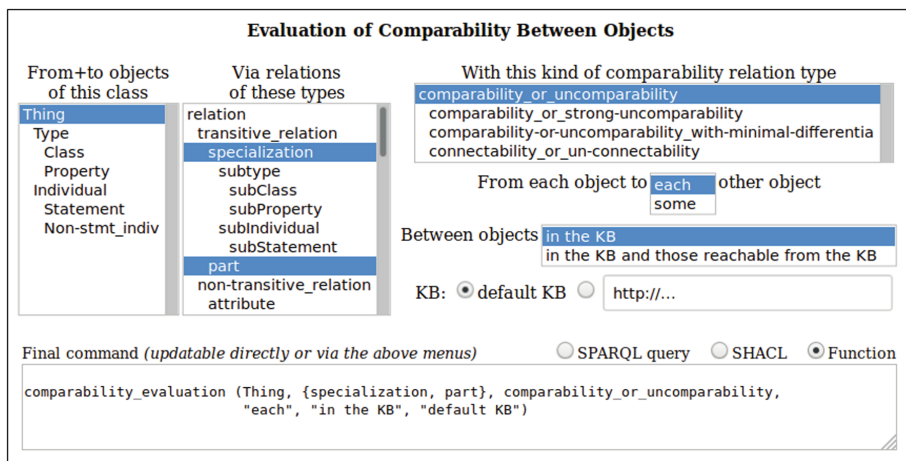 Evaluation of Comparability Between Objects
From+to objects
of this class
Thing
Type
Class
Property
Individual
Statement
Non-stmt_indiv
Via relations
of these types
relation
transitive_relation
specialization
subtype
subClass
subProperty
subIndividual
subStatement
part
non-transitive_relation
attribute
With this kind of comparability relation type
comparability_or_uncomparability
comparability_or_strong-uncomparability
comparability-or-uncomparability_with-minimal-differentia
connectability_or_un-connectability
From each object to each other object
some
Between objects in the KB
in the KB and those reachable from the KB
KB: default KB http://...
Final command (updatable directly or via the above menus) SPARQL query SHACL Function
comparability_evaluation (Thing, {specialization, part}, comparability_or_uncomparability,
"each", "in the KB", "default KB")